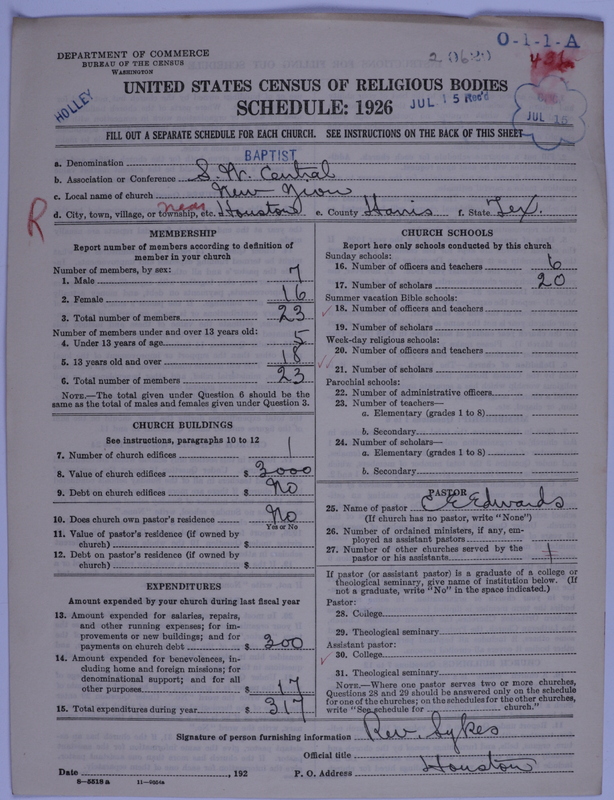 O-1-1-A
DEPARTMENT OF COMMERCE
BUREAU OF THE CENSUS
WASHINGTON
HOLLEY
UNITED STATES CENSUS OF RELIGIOUS BODIES
SCHEDULE: 1926
JUL 15 Rec'd
JUL 15
FILL OUT A SEPARATE SCHEDULE FOR EACH CHURCH. SEE INSTRUCTIONS ON THE BACK OF THIS SHEET
a. Denomination BAPTIST
b. Association or Conference S. W. Central
c. Local name of church New Zion
d. City, town, village, or township, etc. near Houston e. County Harris f. State Tex.
R
MEMBERSHIP
Report number of members according to definition of
member in your church
Number of members, by sex:
1. Male 7
2. Female 16
3. Total number of members 23
Number of members under and over 13 years old:
4. Under 13 years of age 5
5. 13 years old and over 18
6. Total number of members 23
NOTE.—The total given under Question 6 should be the
same as the total of males and females given under Question 3.
CHURCH BUILDINGS
See instructions, paragraphs 10 to 12
7. Number of church edifices 1
8. Value of church edifices $ 3000
9. Debt on church edifices $ No
10. Does church own pastor's residence No
Yes or No
11. Value of pastor's residence (if owned by
church) $
12. Debt on pastor's residence (if owned by
church) $
EXPENDITURES
Amount expended by your church during last fiscal year
13. Amount expended for salaries, repairs,
and other running expenses; for im-
provements or new buildings; and for
payments on church debt $ 300
14. Amount expended for benevolences, in-
cluding home and foreign missions; for
denominational support; and for all
other purposes $ 17
15. Total expenditures during year $ 317
CHURCH SCHOOLS
Report here only schools conducted by this church
Sunday schools:
16. Number of officers and teachers 6
17. Number of scholars 20
Summer vacation Bible schools:
18. Number of officers and teachers
19. Number of scholars
Week-day religious schools:
20. Number of officers and teachers
21. Number of scholars
Parochial schools:
22. Number of administrative officers
23. Number of teachers—
a. Elementary (grades 1 to 8)
b. Secondary
24. Number of scholars—
a. Elementary (grades 1 to 8)
b. Secondary
PASTOR
25. Name of pastor C E Edwards
(If church has no pastor, write "None")
26. Number of ordained ministers, if any, em-
ployed as assistant pastors
27. Number of other churches served by the
pastor or his assistants 1
If pastor (or assistant pastor) is a graduate of a college or
theological seminary, give name of institution below. (If
not a graduate, write "No" in the space indicated.)
Pastor:
28. College
29. Theological seminary
Assistant pastor:
30. College
31. Theological seminary
NOTE.—Where one pastor serves two or more churches,
Questions 28 and 29 should be answered only on the schedule
for one of the churches; on the schedules for the other churches,
write "See schedule for church."
Signature of person furnishing information Rev. Sykes
Official title
Date , 192 P. O. Address Houston
8—5518 a